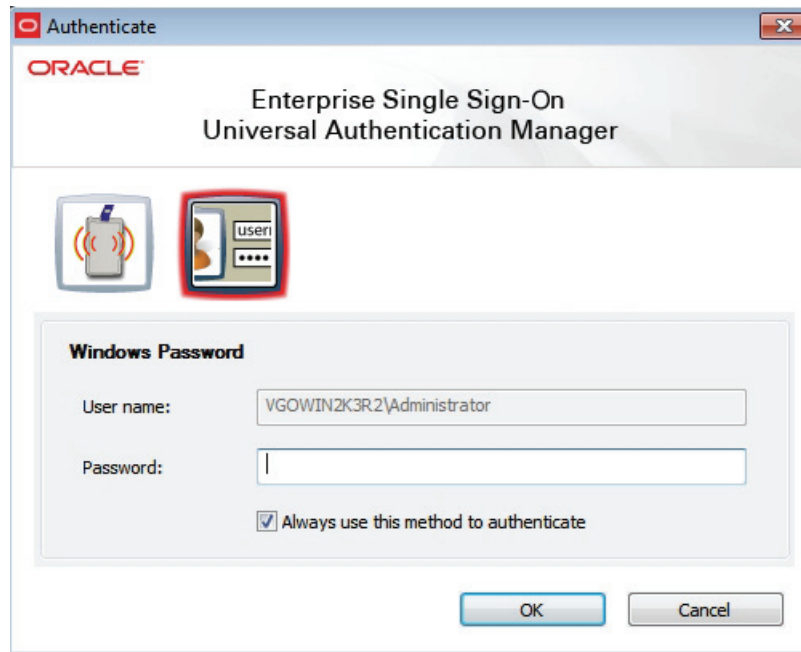 Authenticate
ORACLE
Enterprise Single Sign-On
Universal Authentication Manager
user
Windows Password
User name:
VGOWIN2K3R2\Administrator
Password:
Always use this method to authenticate
OK
Cancel